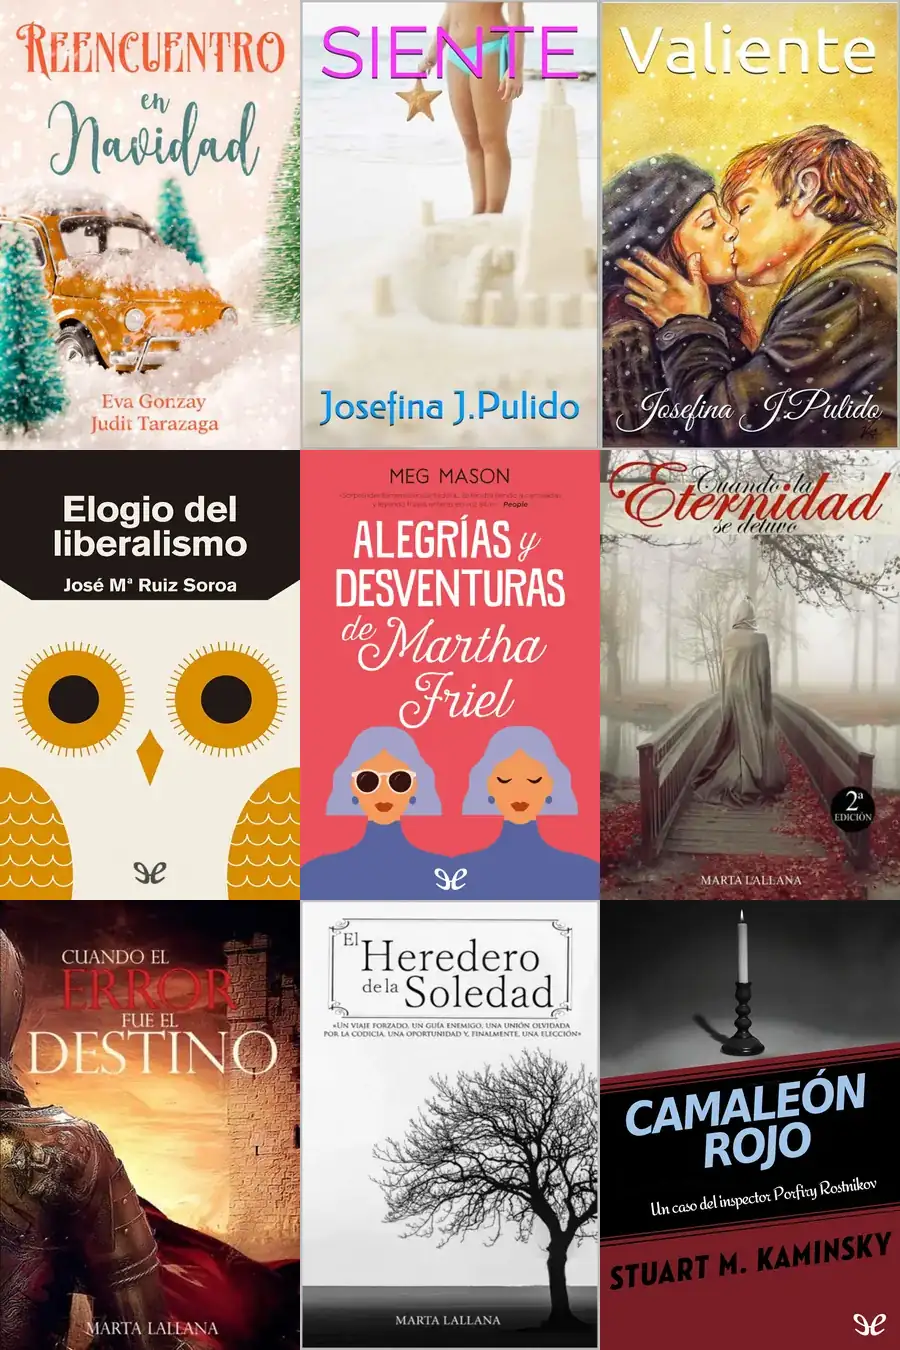 REENCUENTRO
en
Navidad
Eva Gonzay
Judit Tarazaga
SIENTE
Josefina J.Pulido
Valiente
Josefina J.Pulido
Elogio del
liberalismo
José Mª Ruiz Soroa
MEG MASON
People
ALEGRÍAS y
DESVENTURAS
de Martha
Friel
Cuando la
Eternidad
se detuvo
2ª
EDICIÓN
MARTA LALLANA
CUANDO EL
ERROR
FUE EL
DESTINO
MARTA LALLANA
El Heredero
de la Soledad
«UN VIAJE FORZADO, UN GUÍA ENEMIGO, UNA UNIÓN OLVIDADA
POR LA CODICIA, UNA OPORTUNIDAD Y, FINALMENTE, UNA ELECCIÓN»
MARTA LALLANA
CAMALEÓN
ROJO
Un caso del inspector Porfiry Rostnikov
STUART M. KAMINSKY